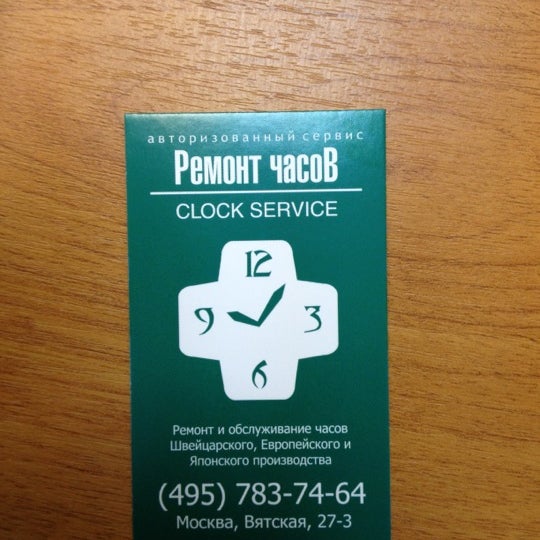 авторизованный сервис
Ремонт часов
CLOCK SERVICE
12
9 3
6
Ремонт и обслуживание часов
Швейцарского, Европейского и
Японского производства
(495) 783-74-64
Москва, Вятская, 27-3